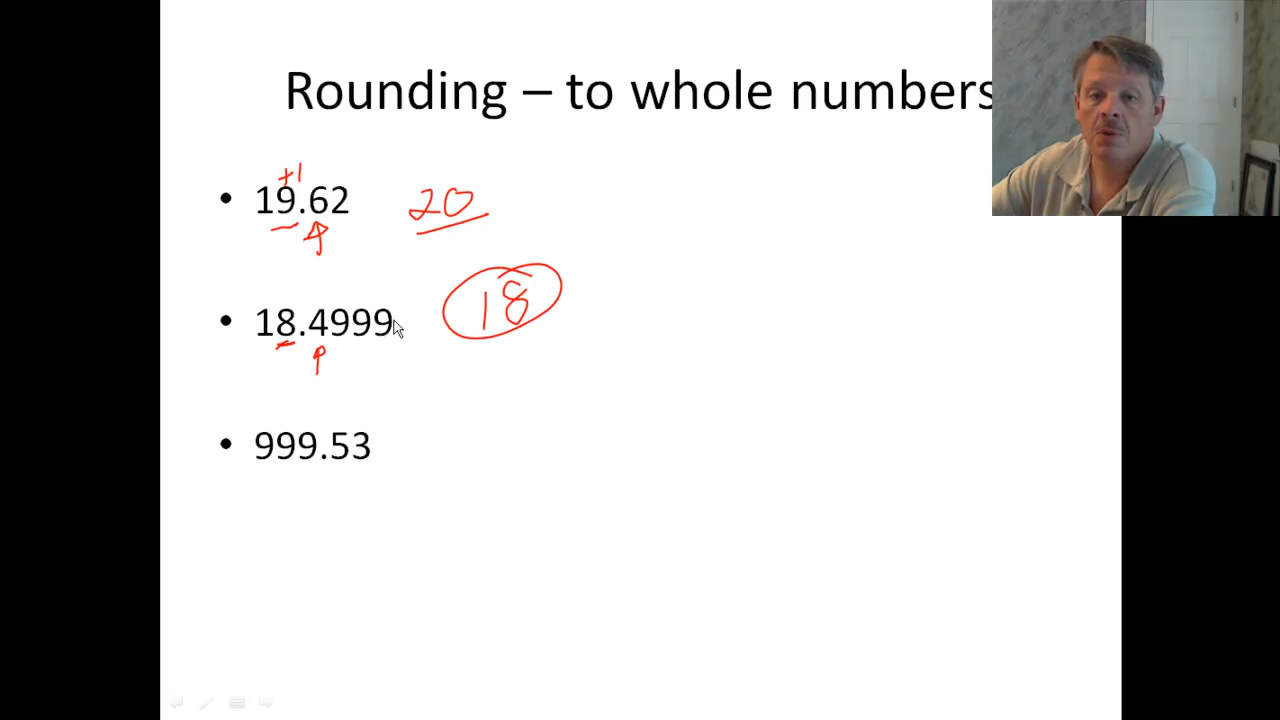 Rounding – to whole numbers
+1
• 19.62 20
• 18.4999 18
• 999.53